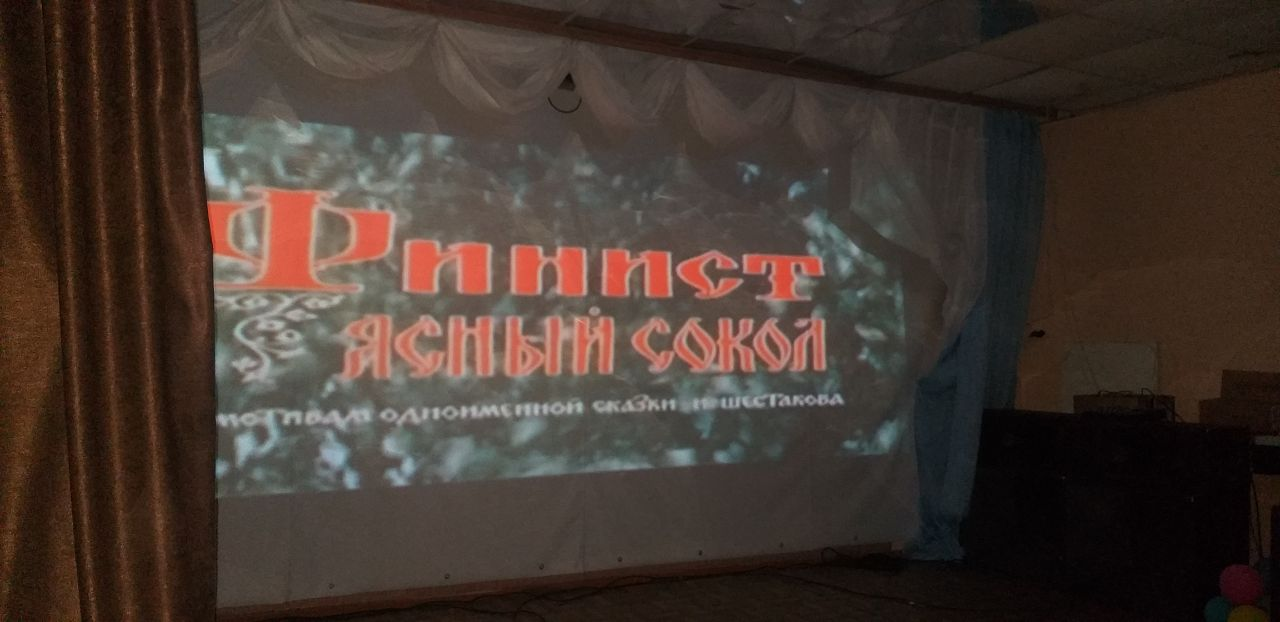 Финист
ЯСНЫЙ СОКОЛ
МОТИВАМ ОДНОИМЕННОЙ СКАЗКИ Н ШЕСТАКОВА